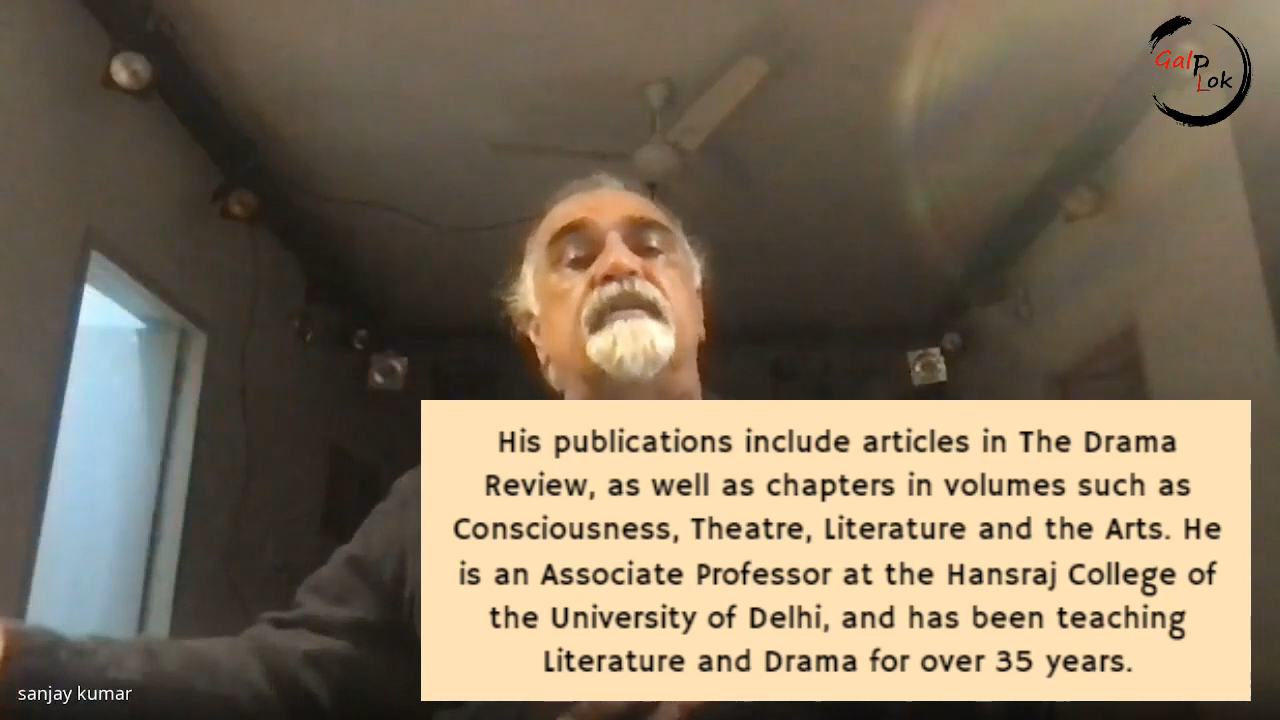 Galp
Lok
His publications include articles in The Drama
Review, as well as chapters in volumes such as
Consciousness, Theatre, Literature and the Arts. He
is an Associate Professor at the Hansraj College of
the University of Delhi, and has been teaching
Literature and Drama for over 35 years.
sanjay kumar